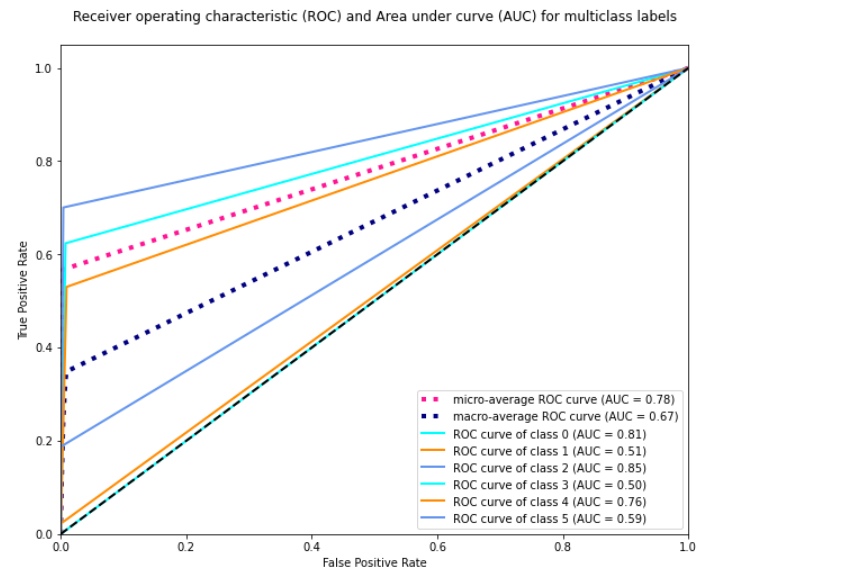 Receiver operating characteristic (ROC) and Area under curve (AUC) for multiclass labels
1.0
0.8
0.6
0.4
0.2
0.0
True Positive Rate
micro-average ROC curve (AUC = 0.78)
macro-average ROC curve (AUC = 0.67)
ROC curve of class 0 (AUC = 0.81)
ROC curve of class 1 (AUC = 0.51)
ROC curve of class 2 (AUC = 0.85)
ROC curve of class 3 (AUC = 0.50)
ROC curve of class 4 (AUC = 0.76)
ROC curve of class 5 (AUC = 0.59)
0.0 0.2 0.4 0.6 0.8 1.0
False Positive Rate